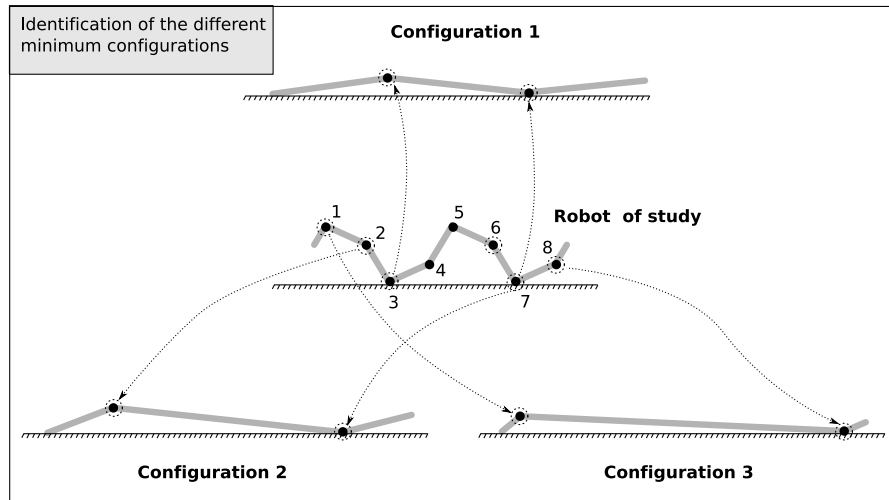 Identification of the different
minimum configurations
Configuration 1
1
2
3
4
5
6
7
8
Robot of study
Configuration 2
Configuration 3